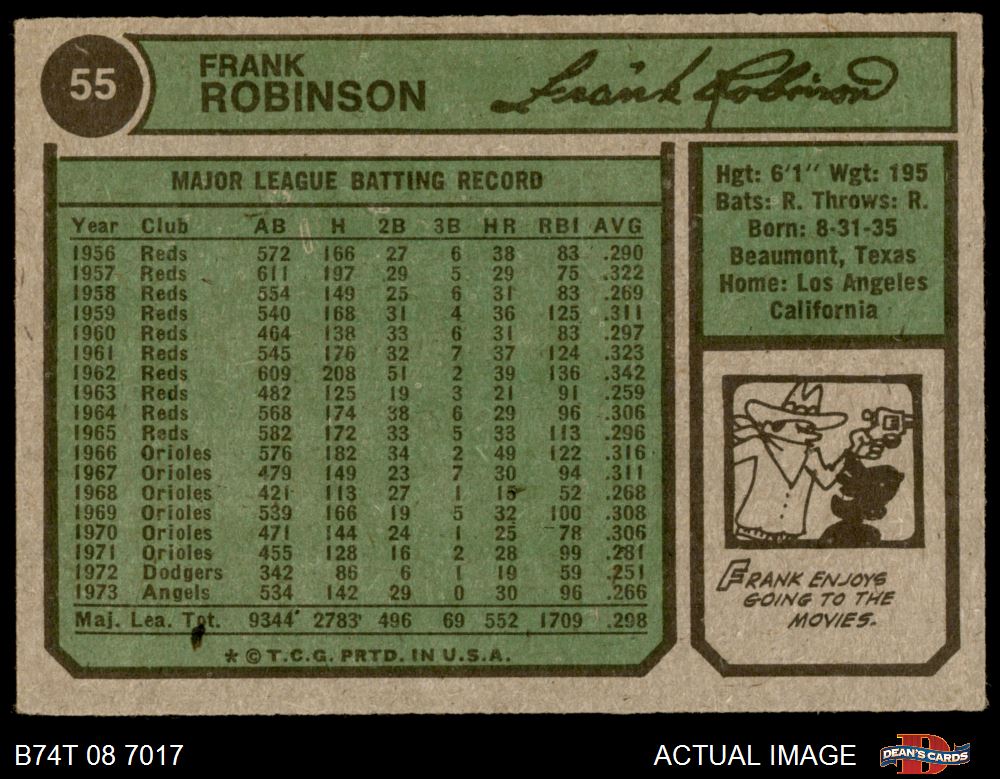 55
FRANK
ROBINSON
Frank Robinson
MAJOR LEAGUE BATTING RECORD
Year Club AB H 2B 3B HR RBI AVG
1956 Reds 572 166 27 6 38 83 .290
1957 Reds 611 197 29 5 29 75 .322
1958 Reds 554 149 25 6 31 83 .269
1959 Reds 540 168 31 4 36 125 .311
1960 Reds 464 138 33 6 31 83 .297
1961 Reds 545 176 32 7 37 124 .323
1962 Reds 609 208 51 2 39 136 .342
1963 Reds 482 125 19 3 21 91 .259
1964 Reds 568 174 38 6 29 96 .306
1965 Reds 582 172 33 5 33 113 .296
1966 Orioles 576 182 34 2 49 122 .316
1967 Orioles 479 149 23 7 30 94 .311
1968 Orioles 421 113 27 1 15 52 .268
1969 Orioles 539 166 19 5 32 100 .308
1970 Orioles 471 144 24 1 25 78 .306
1971 Orioles 455 128 16 2 28 99 .281
1972 Dodgers 342 86 6 1 19 59 .251
1973 Angels 534 142 29 0 30 96 .266
Maj. Lea. Tot. 9344 2783 496 69 552 1709 .298
* © T.C.G. PRTD. IN U.S.A.
Hgt: 6'1'' Wgt: 195
Bats: R. Throws: R.
Born: 8-31-35
Beaumont, Texas
Home: Los Angeles
California
FRANK ENJOYS
GOING TO THE
MOVIES.
B74T 08 7017
ACTUAL IMAGE
DEAN'S CARDS